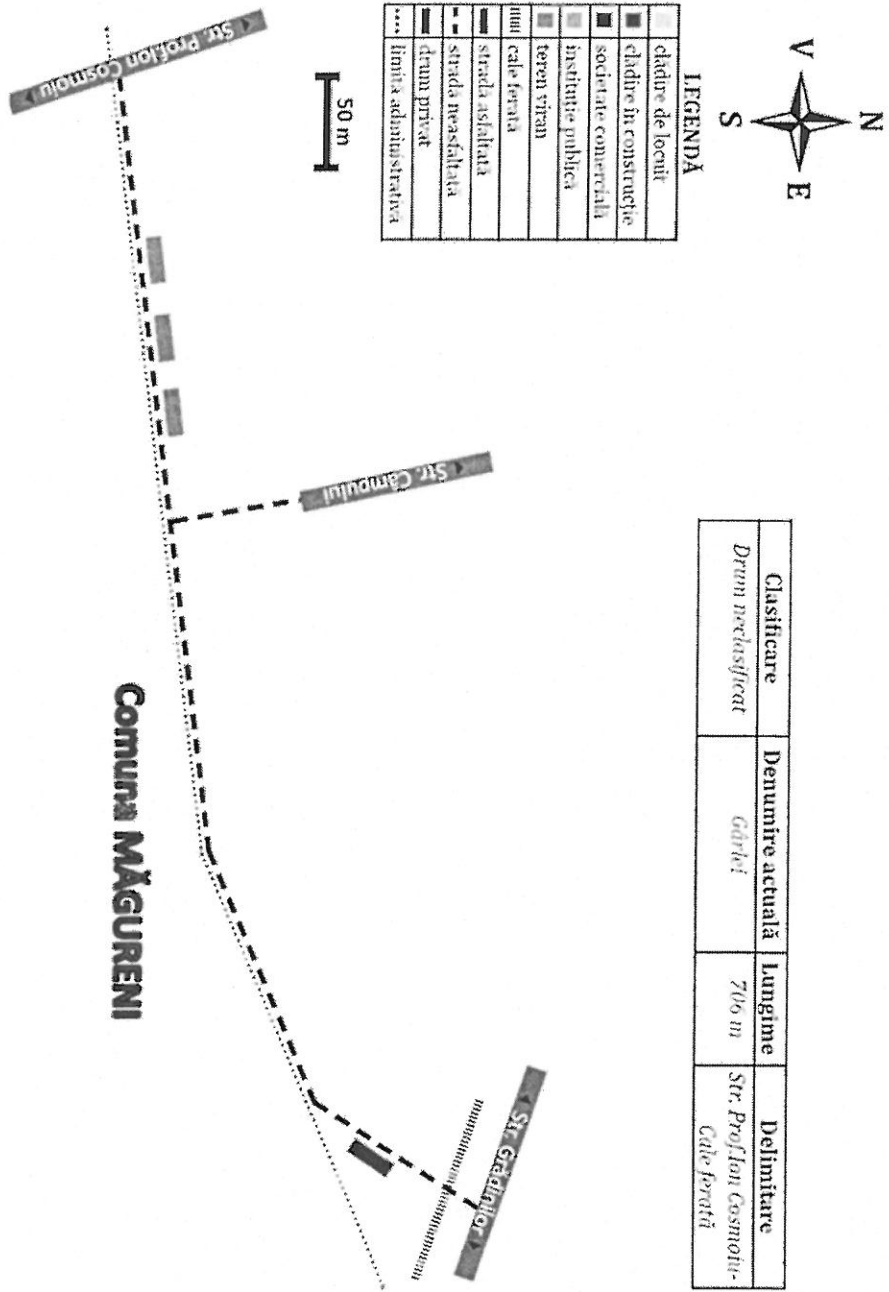 N
V
E
S
Clasificare
Denumire actuală
Lungime
Delimitare
Drum neclasificat
Gârlei
706 m
Str. Prof.Ion Cosmoiu-
Cale ferată
LEGENDĂ
clădire de locuit
clădire în construcție
societate comercială
instituție publică
teren viran
cale ferată
strada asfaltată
strada neasfaltată
drum privat
limită administrativă
50 m
Str. Prof.Ion Cosmoiu
Str. Câmpului
Str. Grădinilor
Comuna MĂGURENI